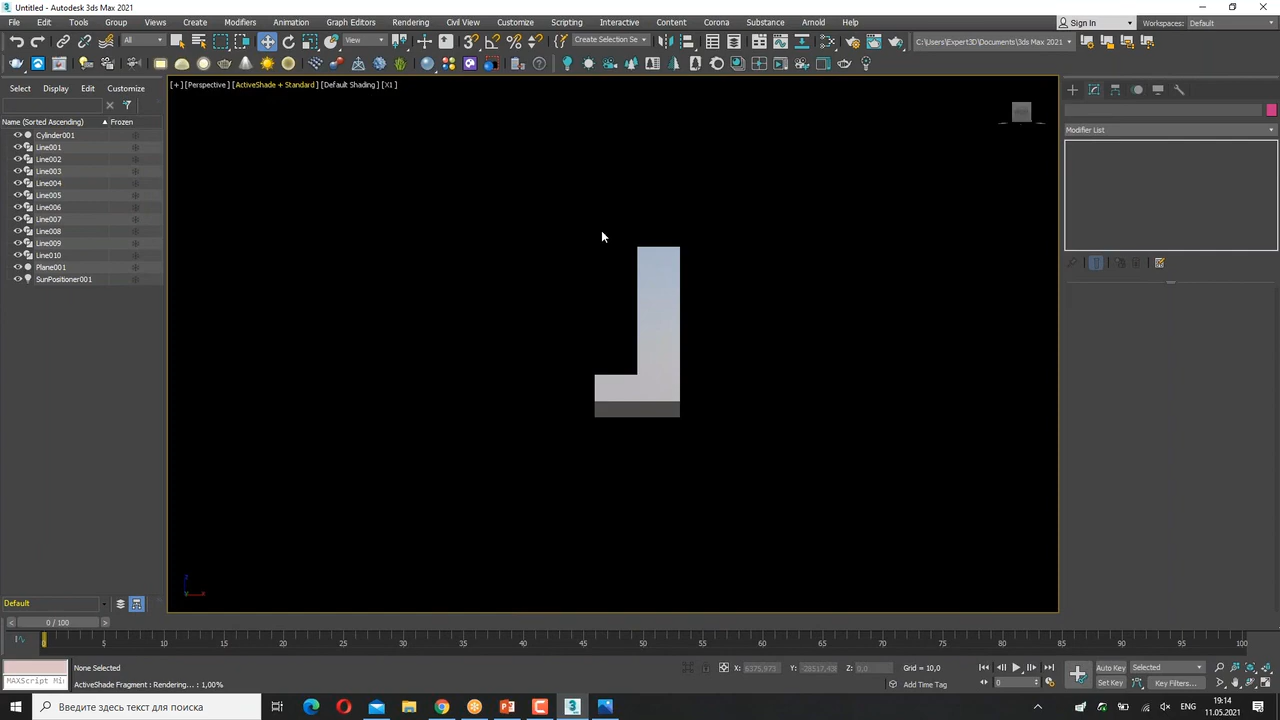 Untitled - Autodesk 3ds Max 2021
File Edit Tools Group Views Create Modifiers Animation Graph Editors Rendering Civil View Customize Scripting Interactive Content Corona Substance Arnold Help
Sign In
Workspaces: Default
All
View
Create Selection Se
C:\Users\Expert3D\Documents\3ds Max 2021
Select Display Edit Customize
[+] [Perspective] [ActiveShade + Standard] [Default Shading] [X1]
Name (Sorted Ascending)
Frozen
Cylinder001
Line001
Line002
Line003
Line004
Line005
Line006
Line007
Line008
Line009
Line010
Plane001
SunPositioner001
Modifier List
Default
0 / 100
0 5 10 15 20 25 30 35 40 45 50 55 60 65 70 75 80 85 90 95 100
None Selected
X: 6375,973
Y: -28517,438
Z: 0,0
Grid = 10,0
Auto Key
Selected
MAXScript Mi
ActiveShade Fragment : Rendering... : 1,00%
Add Time Tag
0
Set Key
Key Filters...
Введите здесь текст для поиска
ENG
19:14
11.05.2021